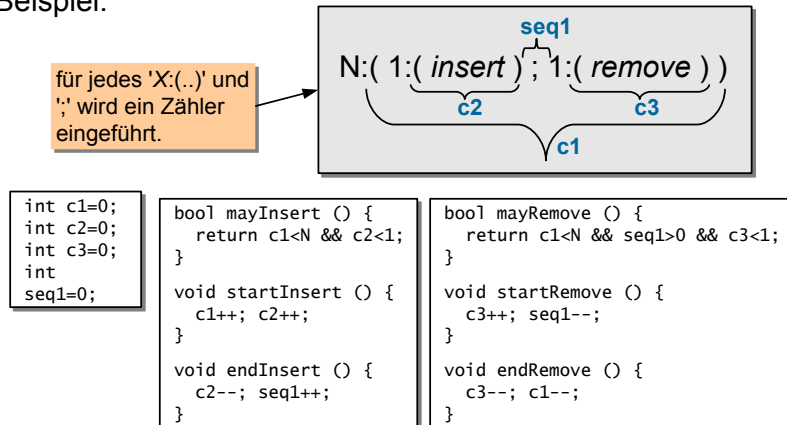 Beispiel:
seq1
N:( 1:( insert ) ; 1:( remove ) )
c2
c3
c1
für jedes 'X:(..)' und
';' wird ein Zähler
eingeführt.
int c1=0;
int c2=0;
int c3=0;
int
seq1=0;
bool mayInsert () {
return c1<N && c2<1;
}
void startInsert () {
c1++; c2++;
}
void endInsert () {
c2--; seq1++;
}
bool mayRemove () {
return c1<N && seq1>0 && c3<1;
}
void startRemove () {
c3++; seq1--;
}
void endRemove () {
c3--; c1--;
}